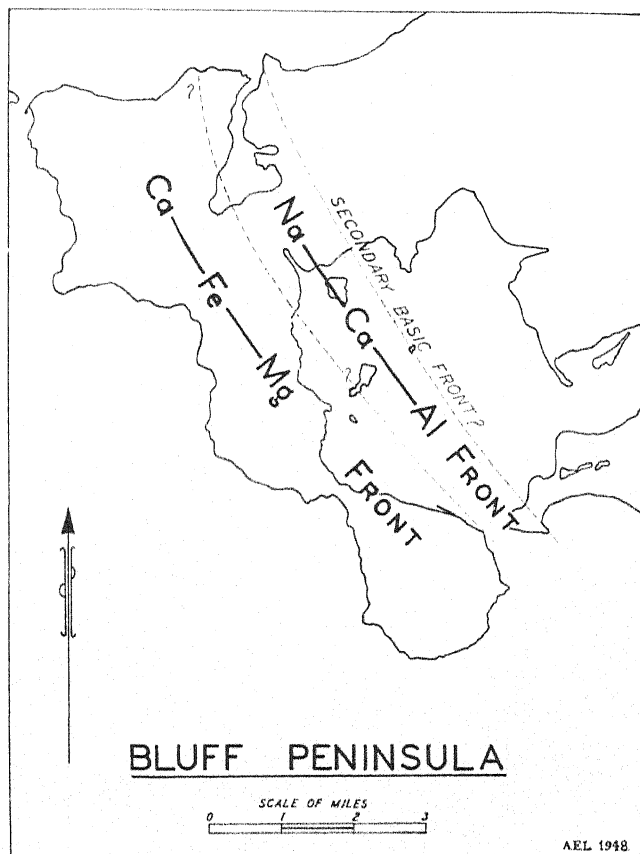 ?
Ca—Fe—Mg FRONT
Na—Ca—Al FRONT
SECONDARY BASIC FRONT?
BLUFF PENINSULA
SCALE OF MILES
0 1 2 3
A.E.L. 1948.